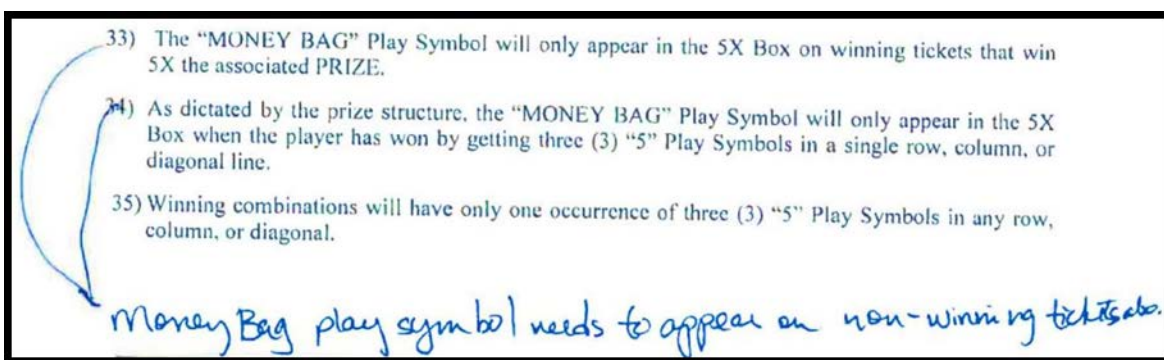 33) The “MONEY BAG” Play Symbol will only appear in the 5X Box on winning tickets that win
5X the associated PRIZE.
34) As dictated by the prize structure, the “MONEY BAG” Play Symbol will only appear in the 5X
Box when the player has won by getting three (3) “5” Play Symbols in a single row, column, or
diagonal line.
35) Winning combinations will have only one occurrence of three (3) “5” Play Symbols in any row,
column, or diagonal.
Money Bag play symbol needs to appear on non-winning tickets also.